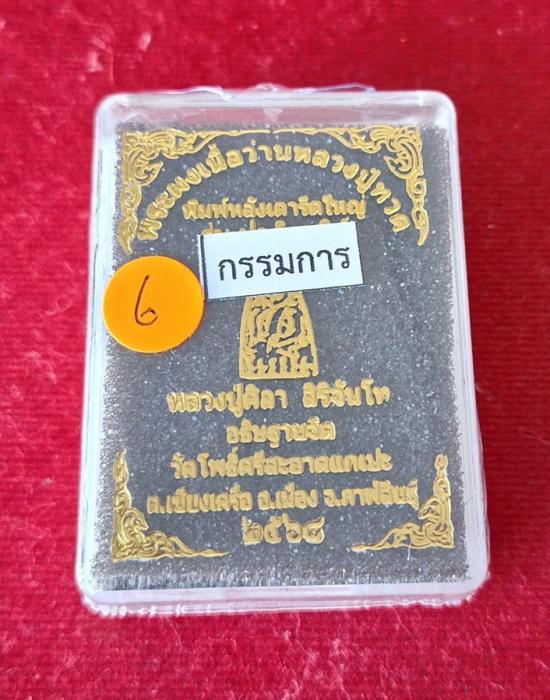 พระผงเนื้อว่านหลวงปู่ทวด
พิมพ์หลังเตารีดใหญ่
กรรมการ
๖
หลวงปู่ศิลา สิริจันโท
อธิษฐานจิต
วัดโพธิ์ศรีสะอาดแกเปะ
ต.เชียงเครือ อ.เมือง จ.กาฬสินธุ์
๒๕๖๘